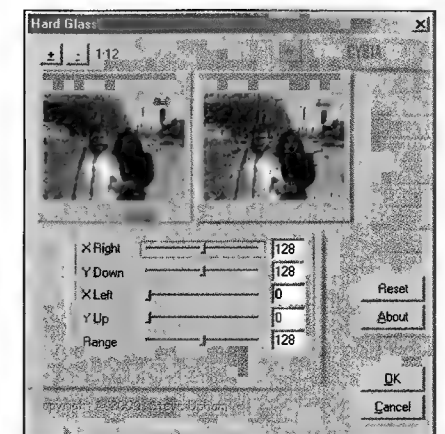 Hard Glass
+ - 1:12
X Right 128
Y Down 128
X Left 0
Y Up 0
Range 128
Reset
About
OK
Cancel